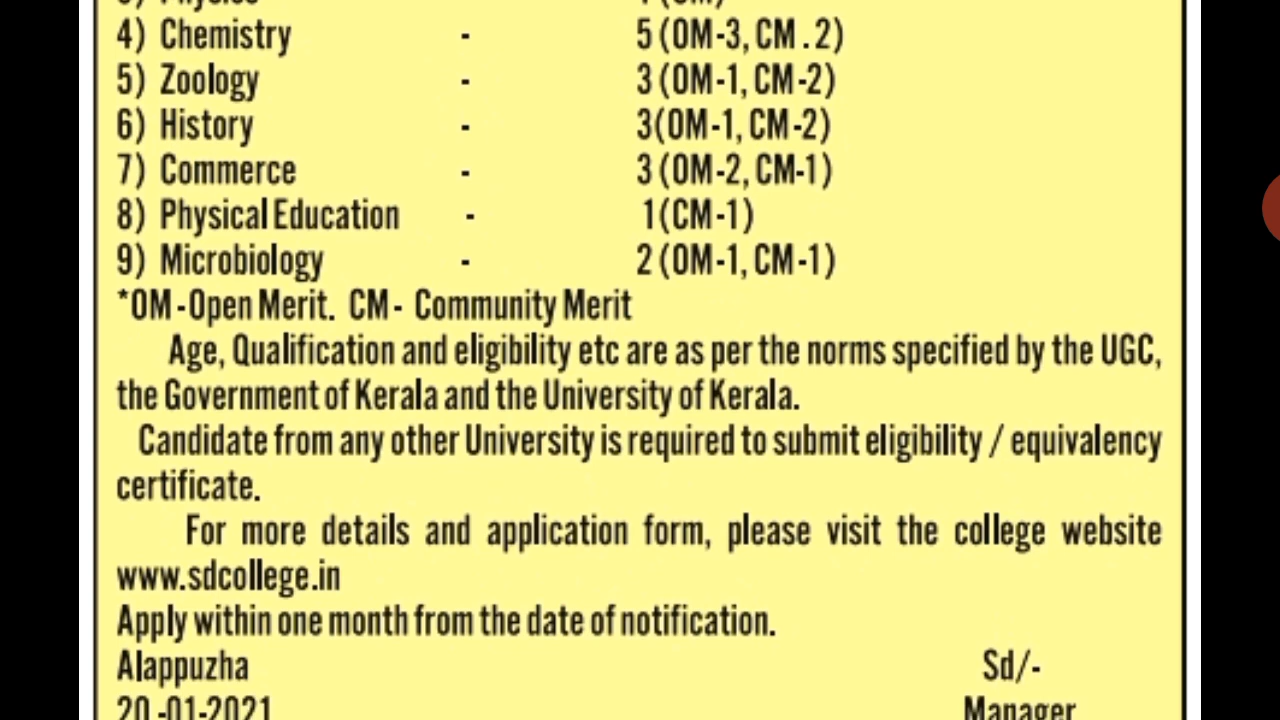 4) Chemistry - 5 (OM-3, CM . 2)
5) Zoology - 3 (OM-1, CM -2)
6) History - 3(OM-1, CM -2)
7) Commerce - 3 (OM-2, CM-1)
8) Physical Education - 1(CM-1)
9) Microbiology - 2 (OM-1, CM-1)
*OM -Open Merit. CM - Community Merit
Age, Qualification and eligibility etc are as per the norms specified by the UGC,
the Government of Kerala and the University of Kerala.
Candidate from any other University is required to submit eligibility / equivalency
certificate.
For more details and application form, please visit the college website
www.sdcollege.in
Apply within one month from the date of notification.
Alappuzha Sd/-
20 -01-2021 Manager